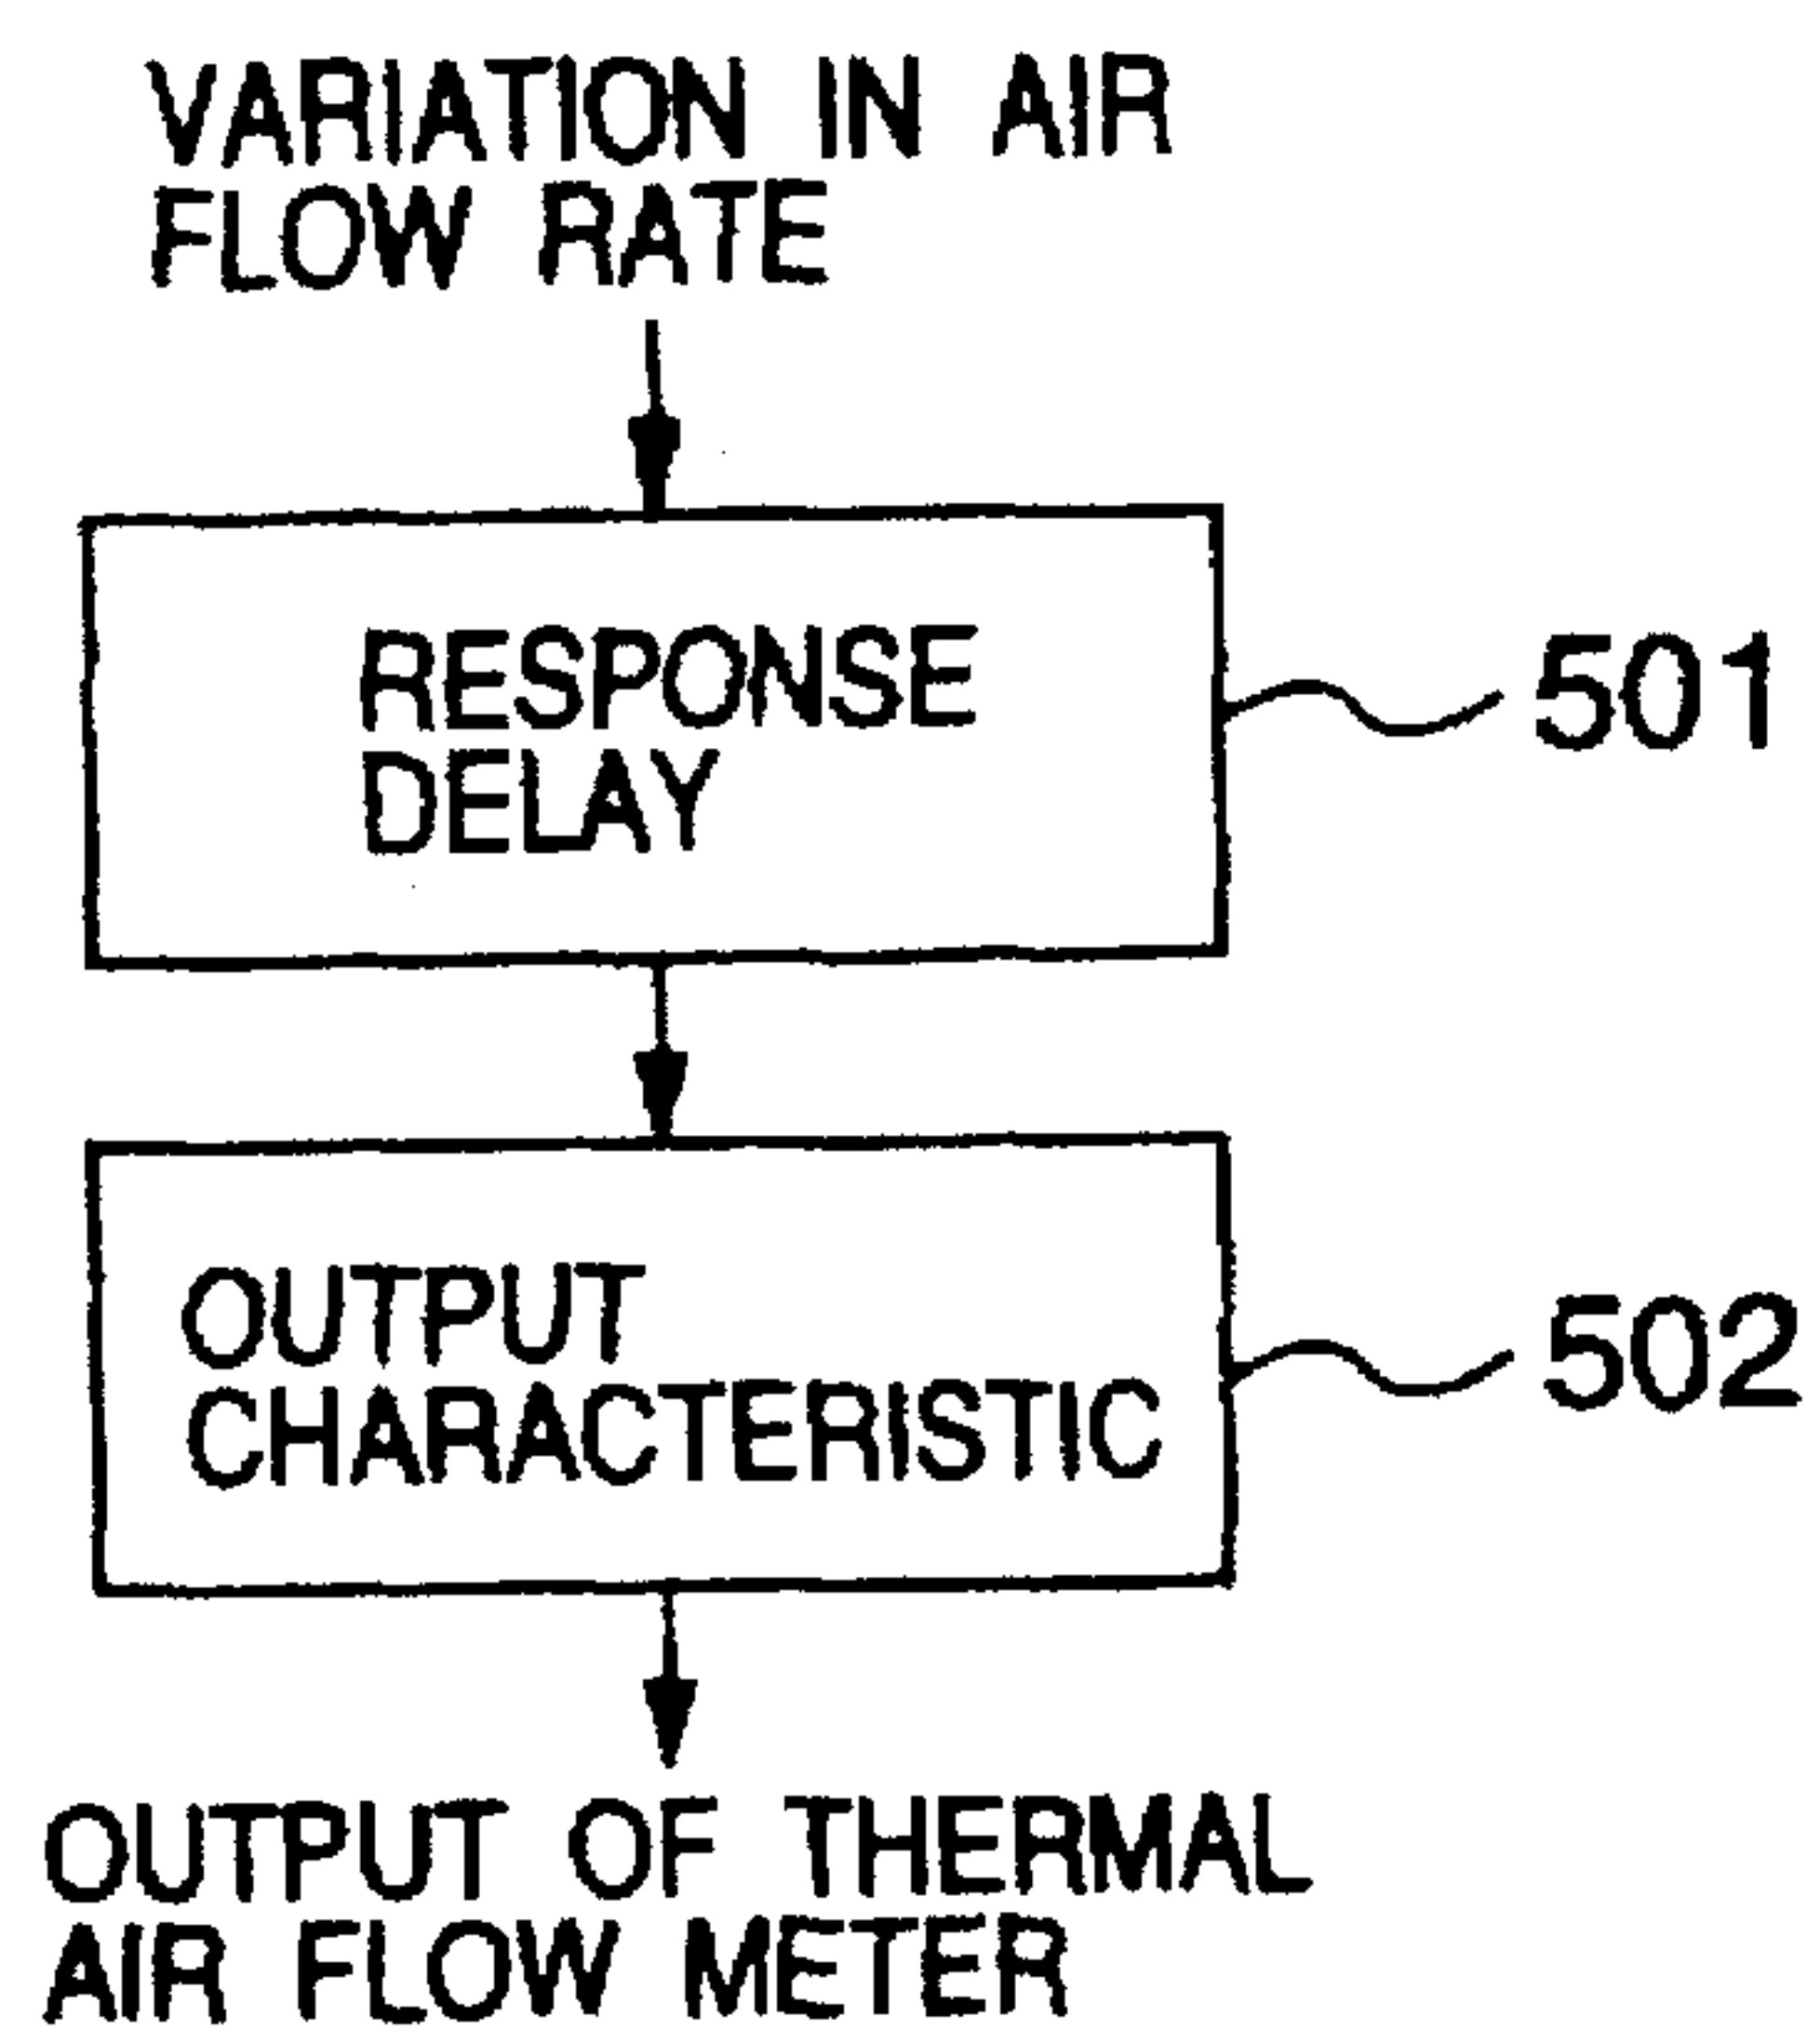 VARIATION IN AIR
FLOW RATE
RESPONSE
DELAY
501
OUTPUT
CHARACTERISTIC
502
OUTPUT OF THERMAL
AIR FLOW METER